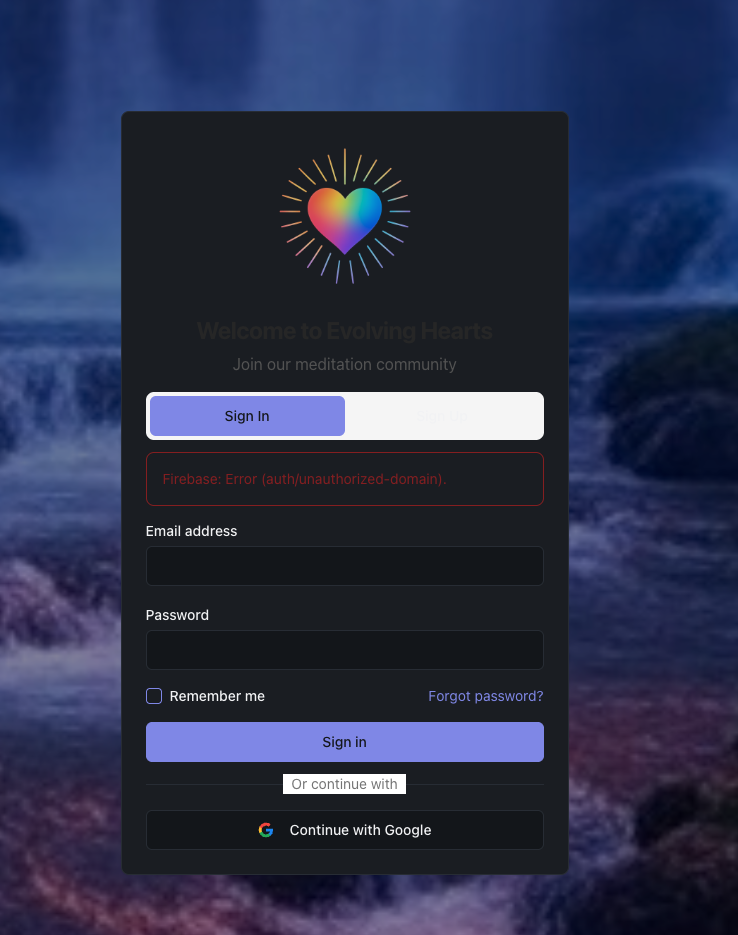 Welcome to Evolving Hearts
Join our meditation community
Sign In
Firebase: Error (auth/unauthorized-domain).
Email address
Password
Remember me
Forgot password?
Sign in
Or continue with
Continue with Google